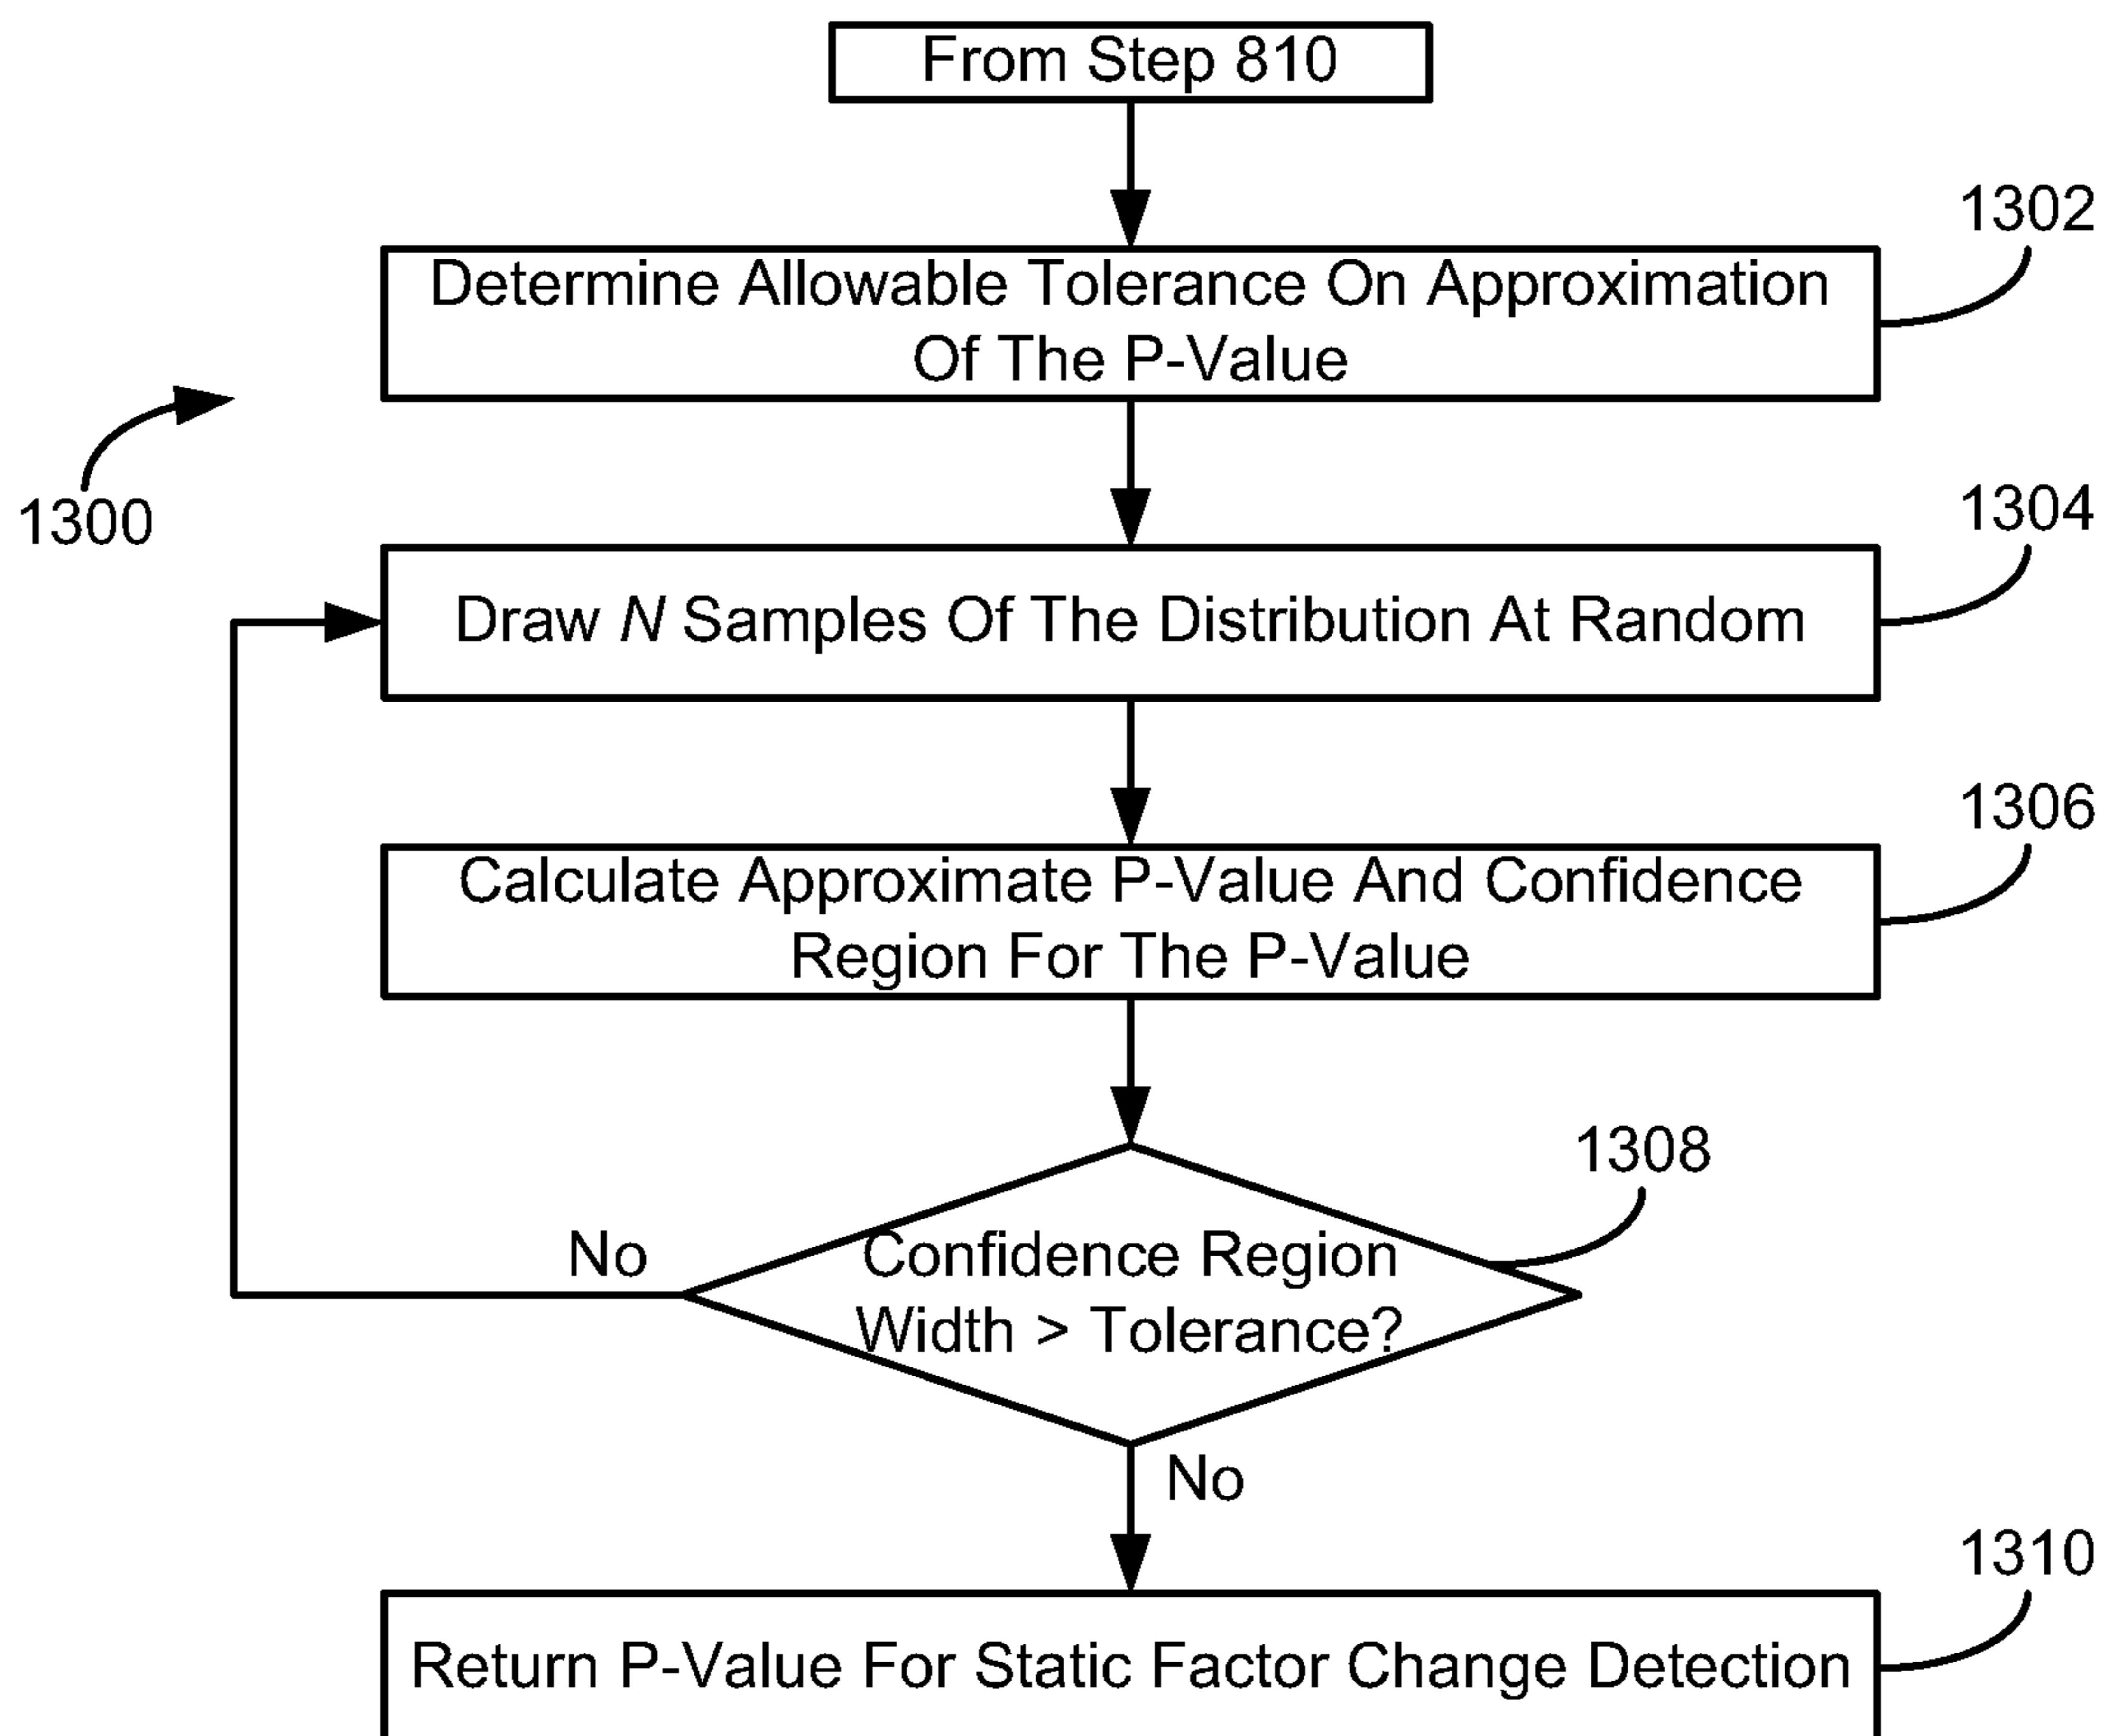 From Step 810
1302
Determine Allowable Tolerance On Approximation
Of The P-Value
1300
1304
Draw N Samples Of The Distribution At Random
1306
Calculate Approximate P-Value And Confidence
Region For The P-Value
1308
No
Confidence Region
Width > Tolerance?
No
1310
Return P-Value For Static Factor Change Detection